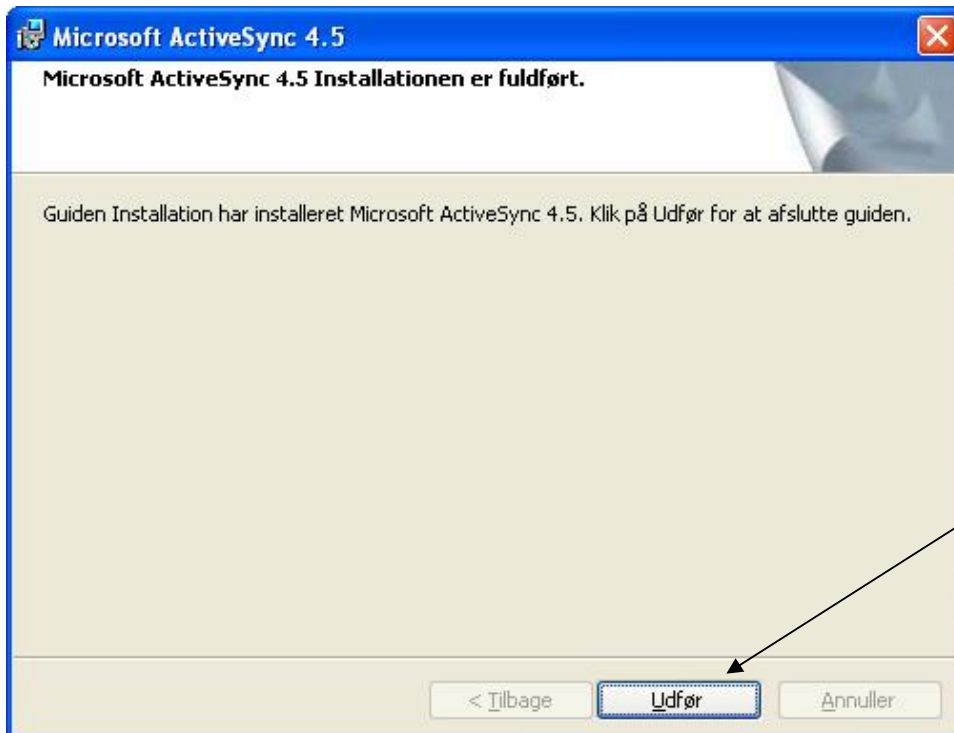 Microsoft ActiveSync 4.5
Microsoft ActiveSync 4.5 Installationen er fuldført.
Guiden Installation har installeret Microsoft ActiveSync 4.5. Klik på Udfør for at afslutte guiden.
< Tilbage
Udfør
Annuller